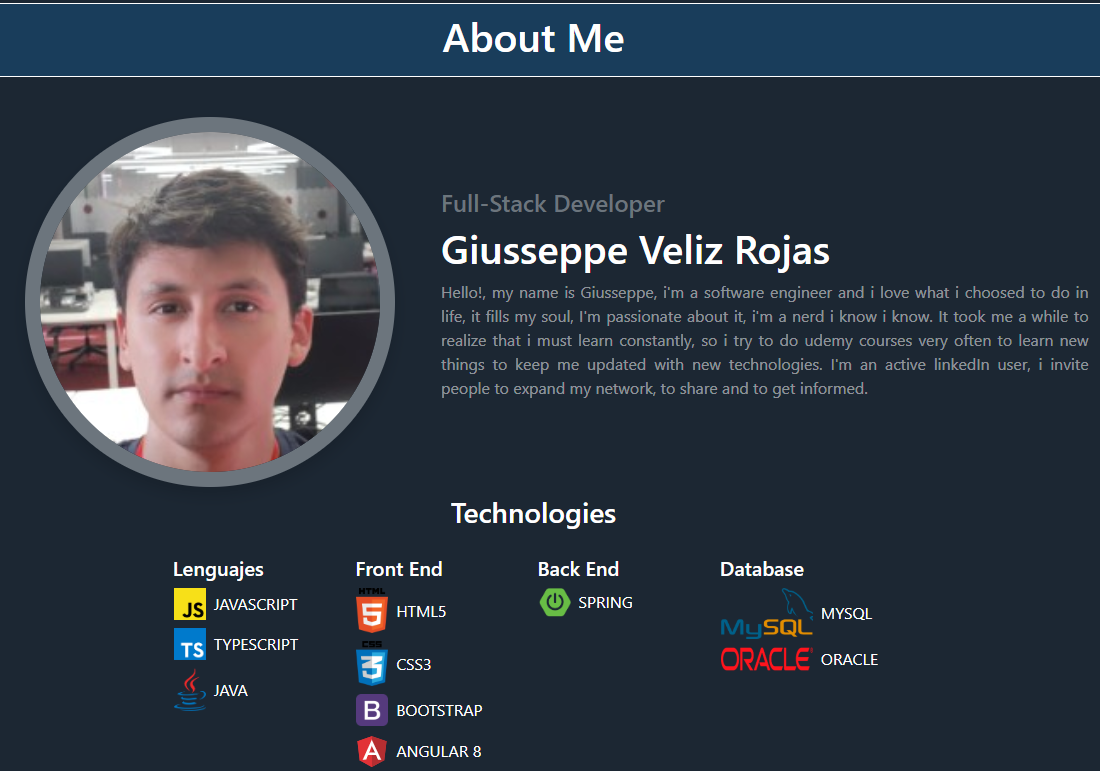 About Me
Full-Stack Developer
Giusseppe Veliz Rojas
Hello!, my name is Giusseppe, i'm a software engineer and i love what i choosed to do in
life, it fills my soul, I'm passionate about it, i'm a nerd i know i know. It took me a while to
realize that i must learn constantly, so i try to do udemy courses very often to learn new
things to keep me updated with new technologies. I'm an active linkedIn user, i invite
people to expand my network, to share and to get informed.
Technologies
Lenguajes
JS JAVASCRIPT
TS TYPESCRIPT
JAVA
Front End
HTML
5 HTML5
CSS
3 CSS3
B BOOTSTRAP
A ANGULAR 8
Back End
SPRING
Database
MySQL MYSQL
ORACLE ORACLE